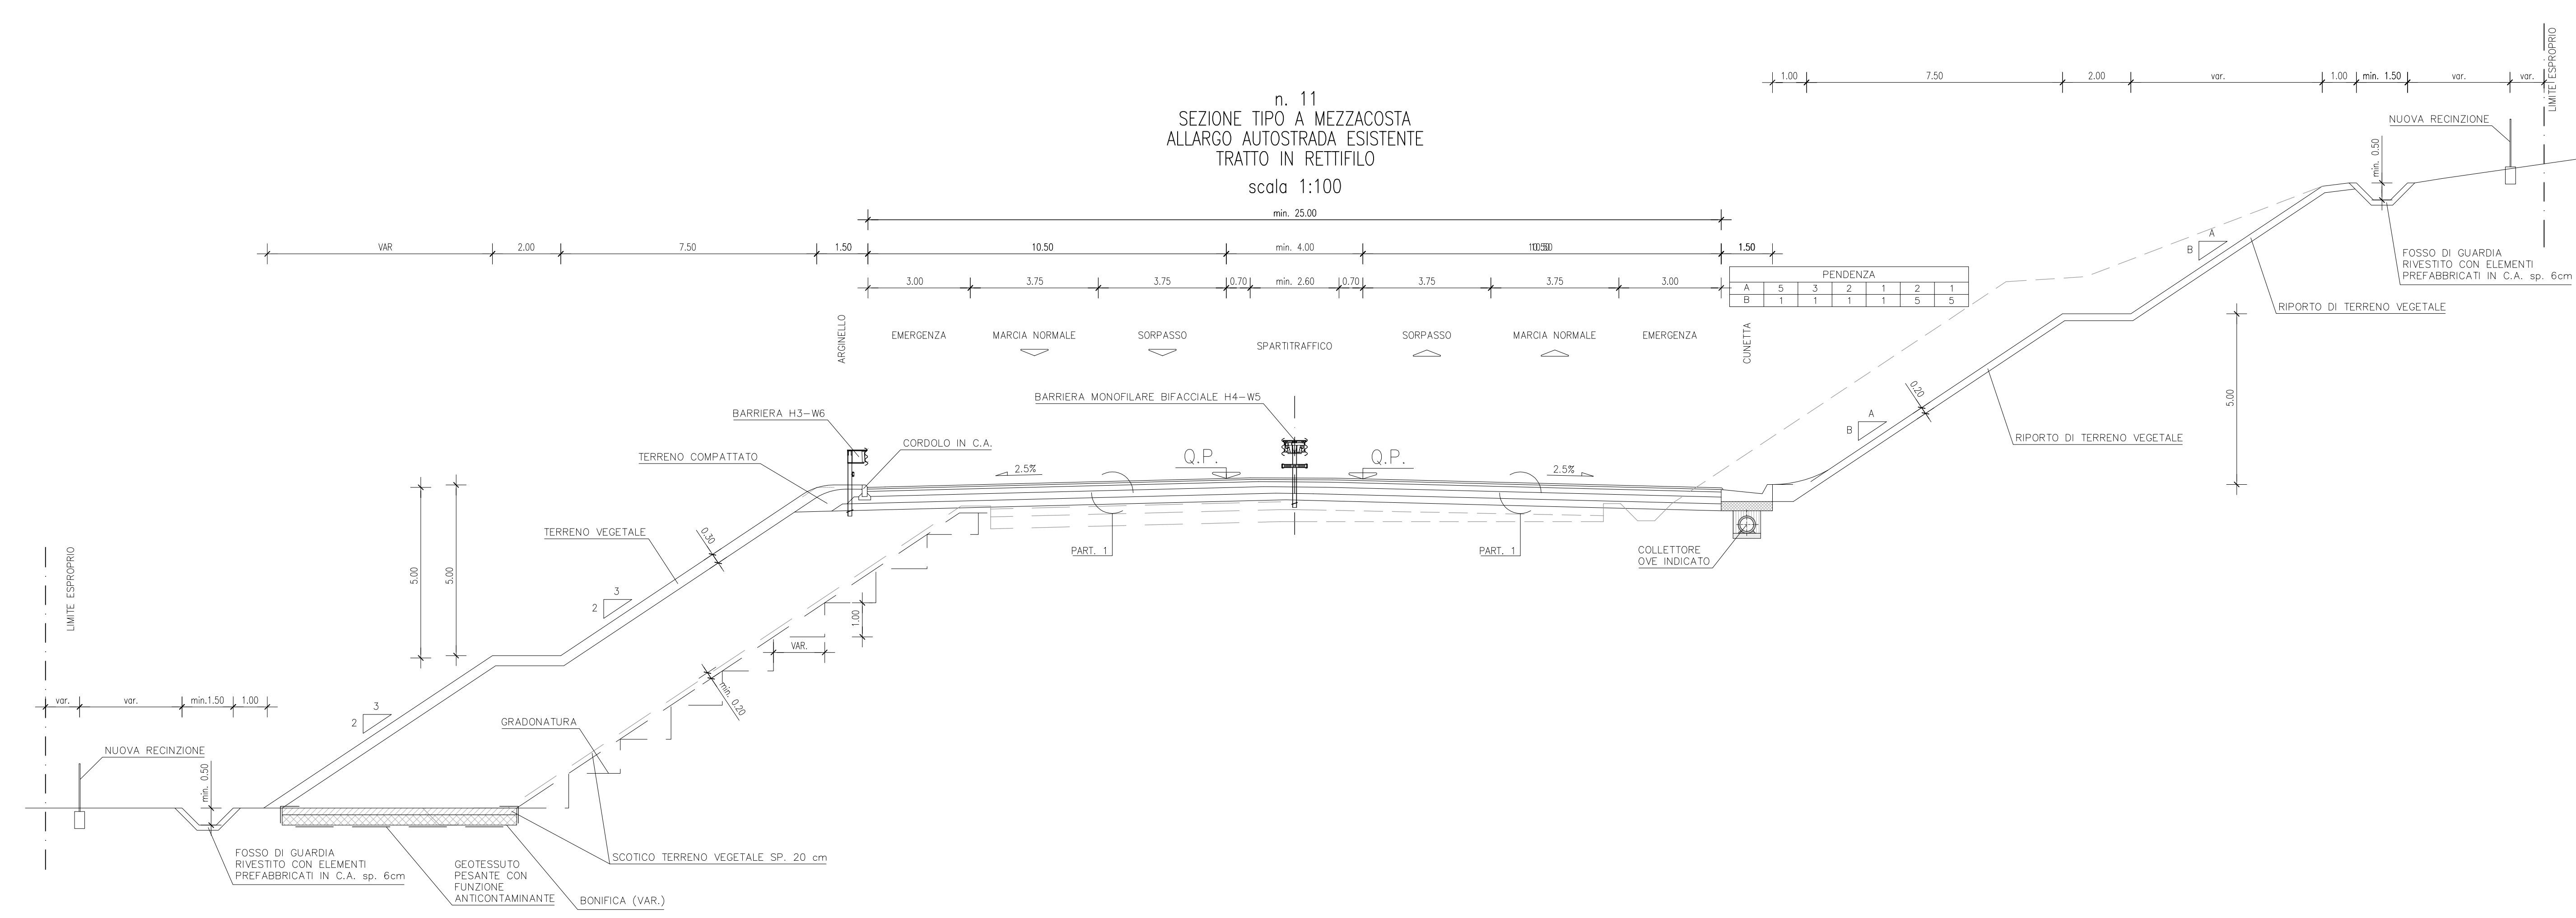 n. 11
SEZIONE TIPO A MEZZACOSTA
ALLARGO AUTOSTRADA ESISTENTE
TRATTO IN RETTIFILO
scala 1:100
1.00 7.50 2.00 var. 1.00 min. 1.50 var. var.
LIMITE ESPROPRIO
NUOVA RECINZIONE
min. 0.50
min. 25.00
VAR 2.00 7.50 1.50 10.50 min. 4.00 10.50 1.50
3.00 3.75 3.75 0.70 min. 2.60 0.70 3.75 3.75 3.00
PENDENZA
A 5 3 2 1 2 1
B 1 1 1 1 5 5
A
B
FOSSO DI GUARDIA
RIVESTITO CON ELEMENTI
PREFABBRICATI IN C.A. sp. 6cm
RIPORTO DI TERRENO VEGETALE
ARGINELLO
EMERGENZA
MARCIA NORMALE
SORPASSO
SPARTITRAFFICO
SORPASSO
MARCIA NORMALE
EMERGENZA
CUNETTA
BARRIERA MONOFILARE BIFACCIALE H4-W5
BARRIERA H3-W6
CORDOLO IN C.A.
TERRENO COMPATTATO
2.5%
Q.P.
Q.P.
2.5%
A
B
0.20
5.00
RIPORTO DI TERRENO VEGETALE
TERRENO VEGETALE
0.30
5.00
5.00
PART. 1
PART. 1
COLLETTORE
OVE INDICATO
LIMITE ESPROPRIO
3
2
1.00
VAR.
min. 0.20
var. var. min.1.50 1.00
3
2
GRADONATURA
NUOVA RECINZIONE
min. 0.50
FOSSO DI GUARDIA
RIVESTITO CON ELEMENTI
PREFABBRICATI IN C.A. sp. 6cm
GEOTESSUTO
PESANTE CON
FUNZIONE
ANTICONTAMINANTE
SCOTICO TERRENO VEGETALE SP. 20 cm
BONIFICA (VAR.)